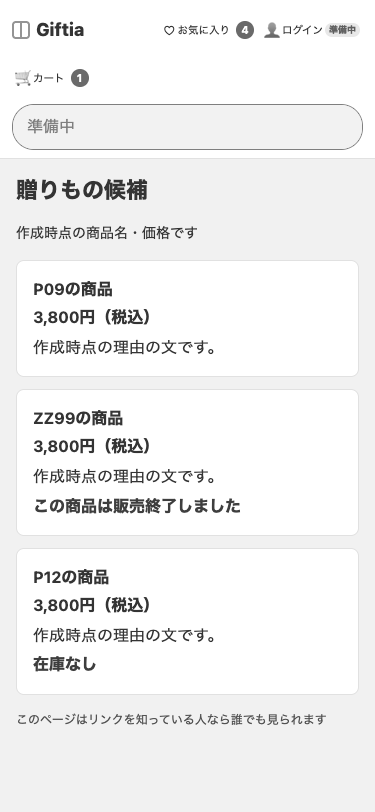 Giftia
お気に入り 4 ログイン 準備中
カート 1
準備中
贈りもの候補
作成時点の商品名・価格です
P09の商品
3,800円（税込）
作成時点の理由の文です。
ZZ99の商品
3,800円（税込）
作成時点の理由の文です。
この商品は販売終了しました
P12の商品
3,800円（税込）
作成時点の理由の文です。
在庫なし
このページはリンクを知っている人なら誰でも見られます